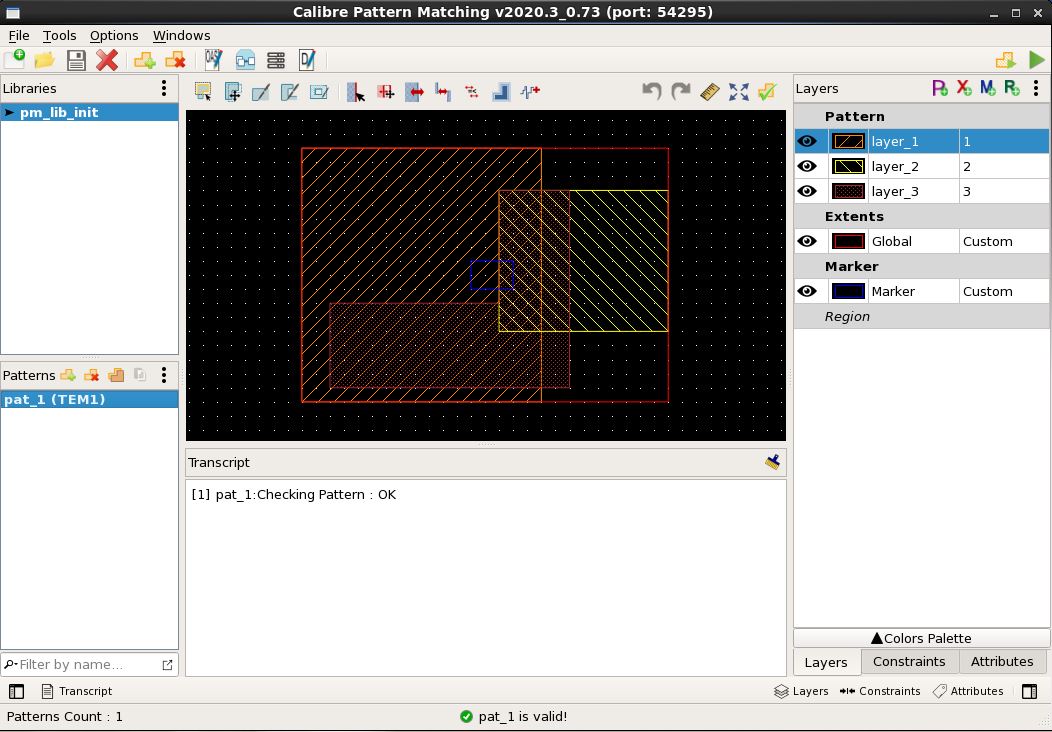 Calibre Pattern Matching v2020.3_0.73 (port: 54295)
File Tools Options Windows
Libraries
pm_lib_init
Patterns
pat_1 (TEM1)
Filter by name...
Transcript
[1] pat_1:Checking Pattern : OK
Layers
Pattern
layer_1 1
layer_2 2
layer_3 3
Extents
Global Custom
Marker
Marker Custom
Region
▲Colors Palette
Layers Constraints Attributes
Transcript
Layers Constraints Attributes
Patterns Count : 1
pat_1 is valid!